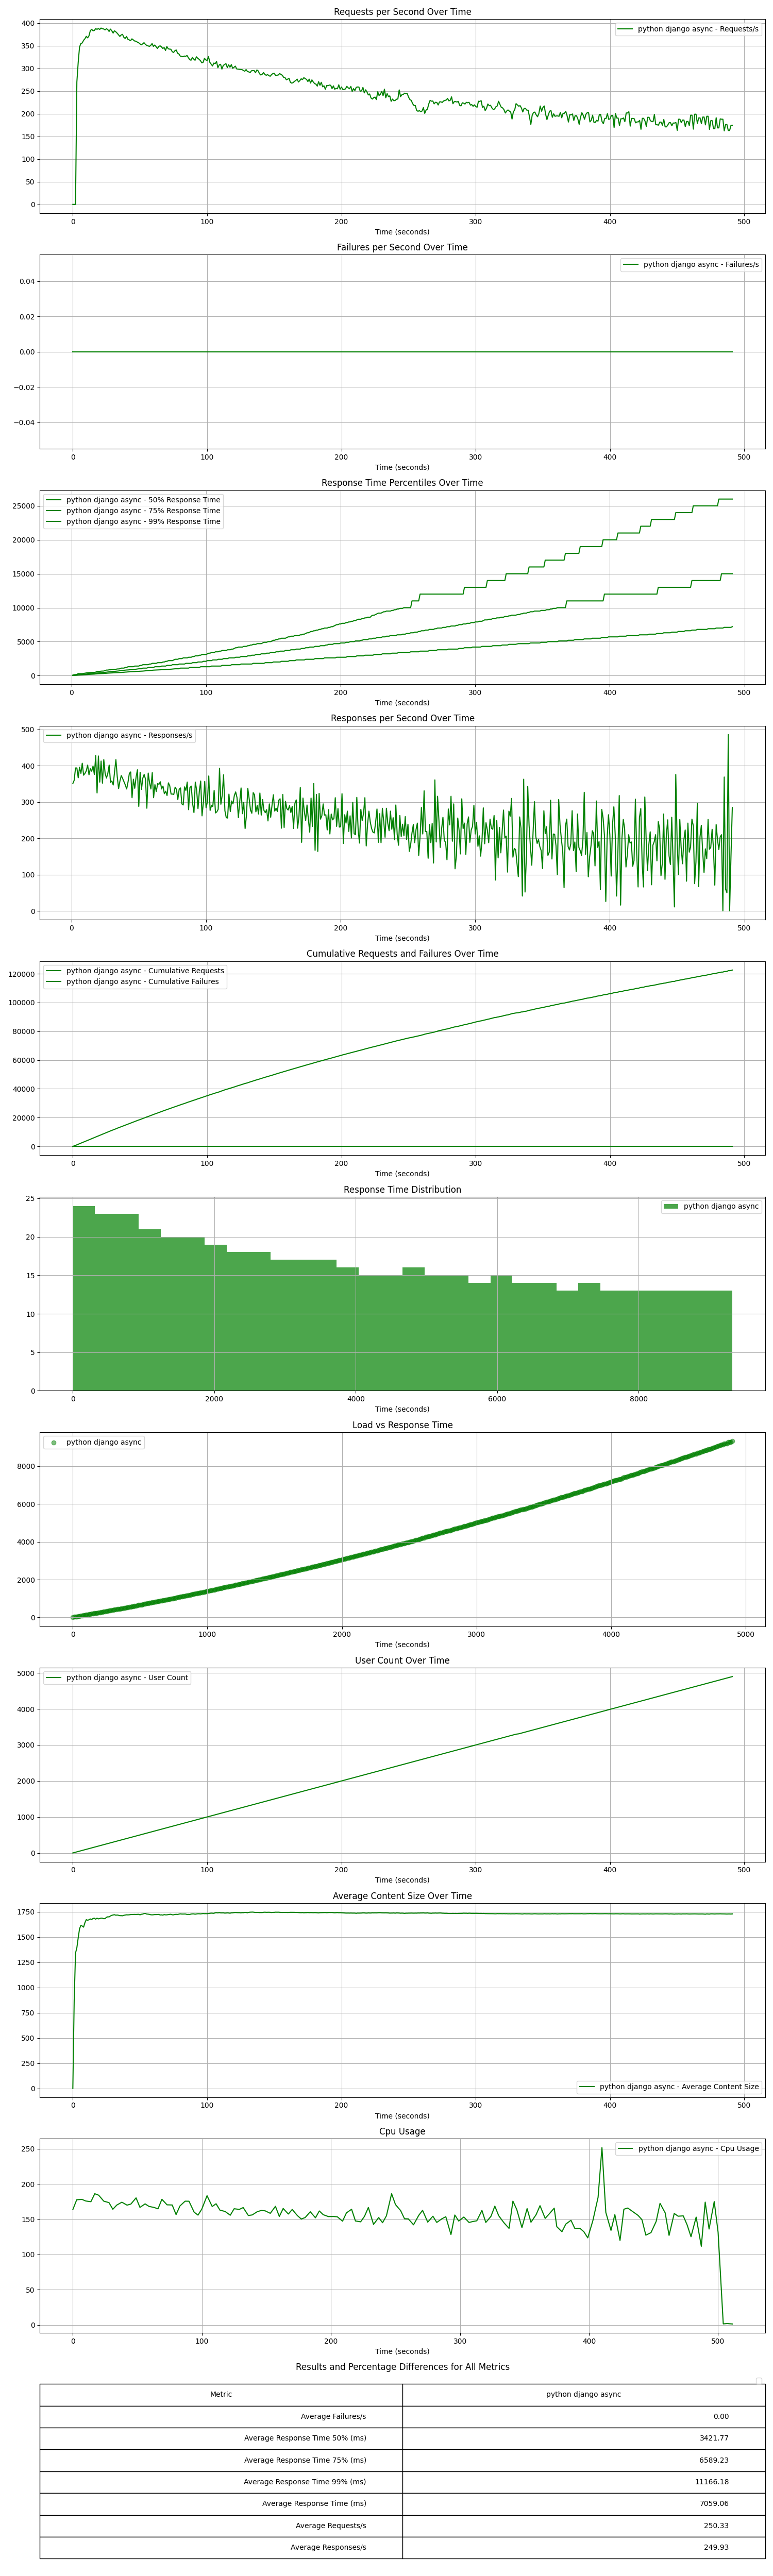 Requests per Second Over Time
python django async - Requests/s
400
350
300
250
200
150
100
50
0
0 100 200 300 400 500
Time (seconds)
Failures per Second Over Time
python django async - Failures/s
0.04
0.02
0.00
−0.02
−0.04
0 100 200 300 400 500
Time (seconds)
Response Time Percentiles Over Time
python django async - 50% Response Time
python django async - 75% Response Time
python django async - 99% Response Time
25000
20000
15000
10000
5000
0
0 100 200 300 400 500
Time (seconds)
Responses per Second Over Time
python django async - Responses/s
500
400
300
200
100
0
0 100 200 300 400 500
Time (seconds)
Cumulative Requests and Failures Over Time
python django async - Cumulative Requests
python django async - Cumulative Failures
120000
100000
80000
60000
40000
20000
0
0 100 200 300 400 500
Time (seconds)
Response Time Distribution
python django async
25
20
15
10
5
0
0 2000 4000 6000 8000
Time (seconds)
Load vs Response Time
python django async
8000
6000
4000
2000
0
0 1000 2000 3000 4000 5000
Time (seconds)
User Count Over Time
python django async - User Count
5000
4000
3000
2000
1000
0
0 100 200 300 400 500
Time (seconds)
Average Content Size Over Time
1750
1500
1250
1000
750
500
250
0
python django async - Average Content Size
0 100 200 300 400 500
Time (seconds)
Cpu Usage
python django async - Cpu Usage
250
200
150
100
50
0
0 100 200 300 400 500
Time (seconds)
Results and Percentage Differences for All Metrics
Metric python django async
Average Failures/s 0.00
Average Response Time 50% (ms) 3421.77
Average Response Time 75% (ms) 6589.23
Average Response Time 99% (ms) 11166.18
Average Response Time (ms) 7059.06
Average Requests/s 250.33
Average Responses/s 249.93